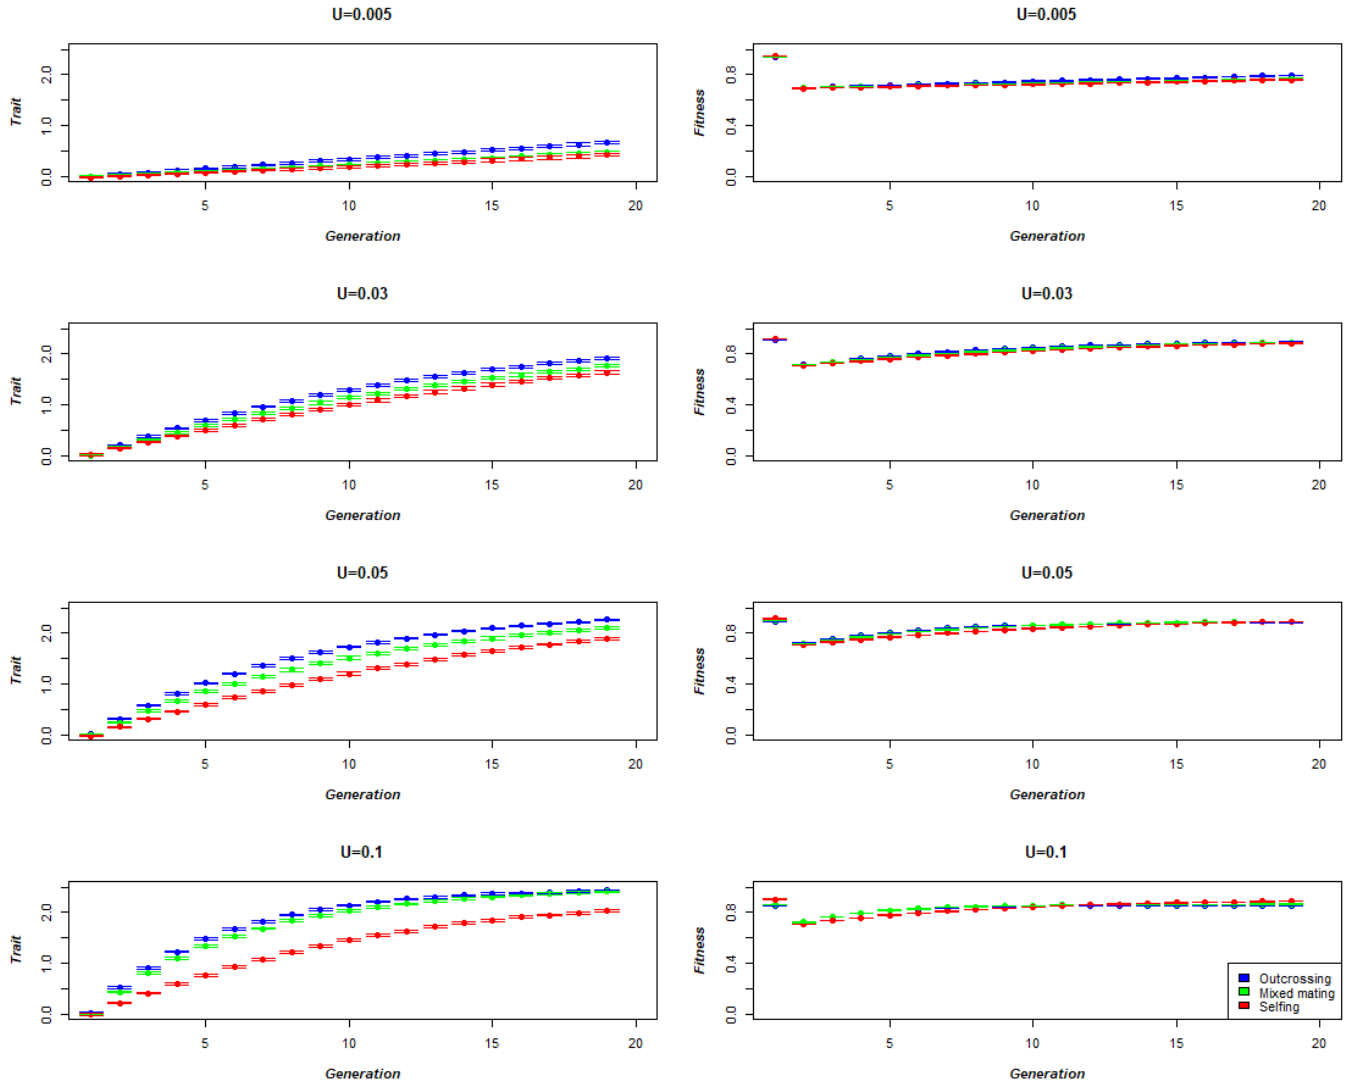 U=0.005
U=0.005
Trait
0.0 1.0 2.0
Fitness
0.0 0.4 0.8
5 10 15 20
5 10 15 20
Generation
Generation
U=0.03
U=0.03
Trait
0.0 1.0 2.0
Fitness
0.0 0.4 0.8
5 10 15 20
5 10 15 20
Generation
Generation
U=0.05
U=0.05
Trait
0.0 1.0 2.0
Fitness
0.0 0.4 0.8
5 10 15 20
5 10 15 20
Generation
Generation
U=0.1
U=0.1
Trait
0.0 1.0 2.0
Fitness
0.0 0.4 0.8
Outcrossing
Mixed mating
Selfing
5 10 15 20
5 10 15 20
Generation
Generation